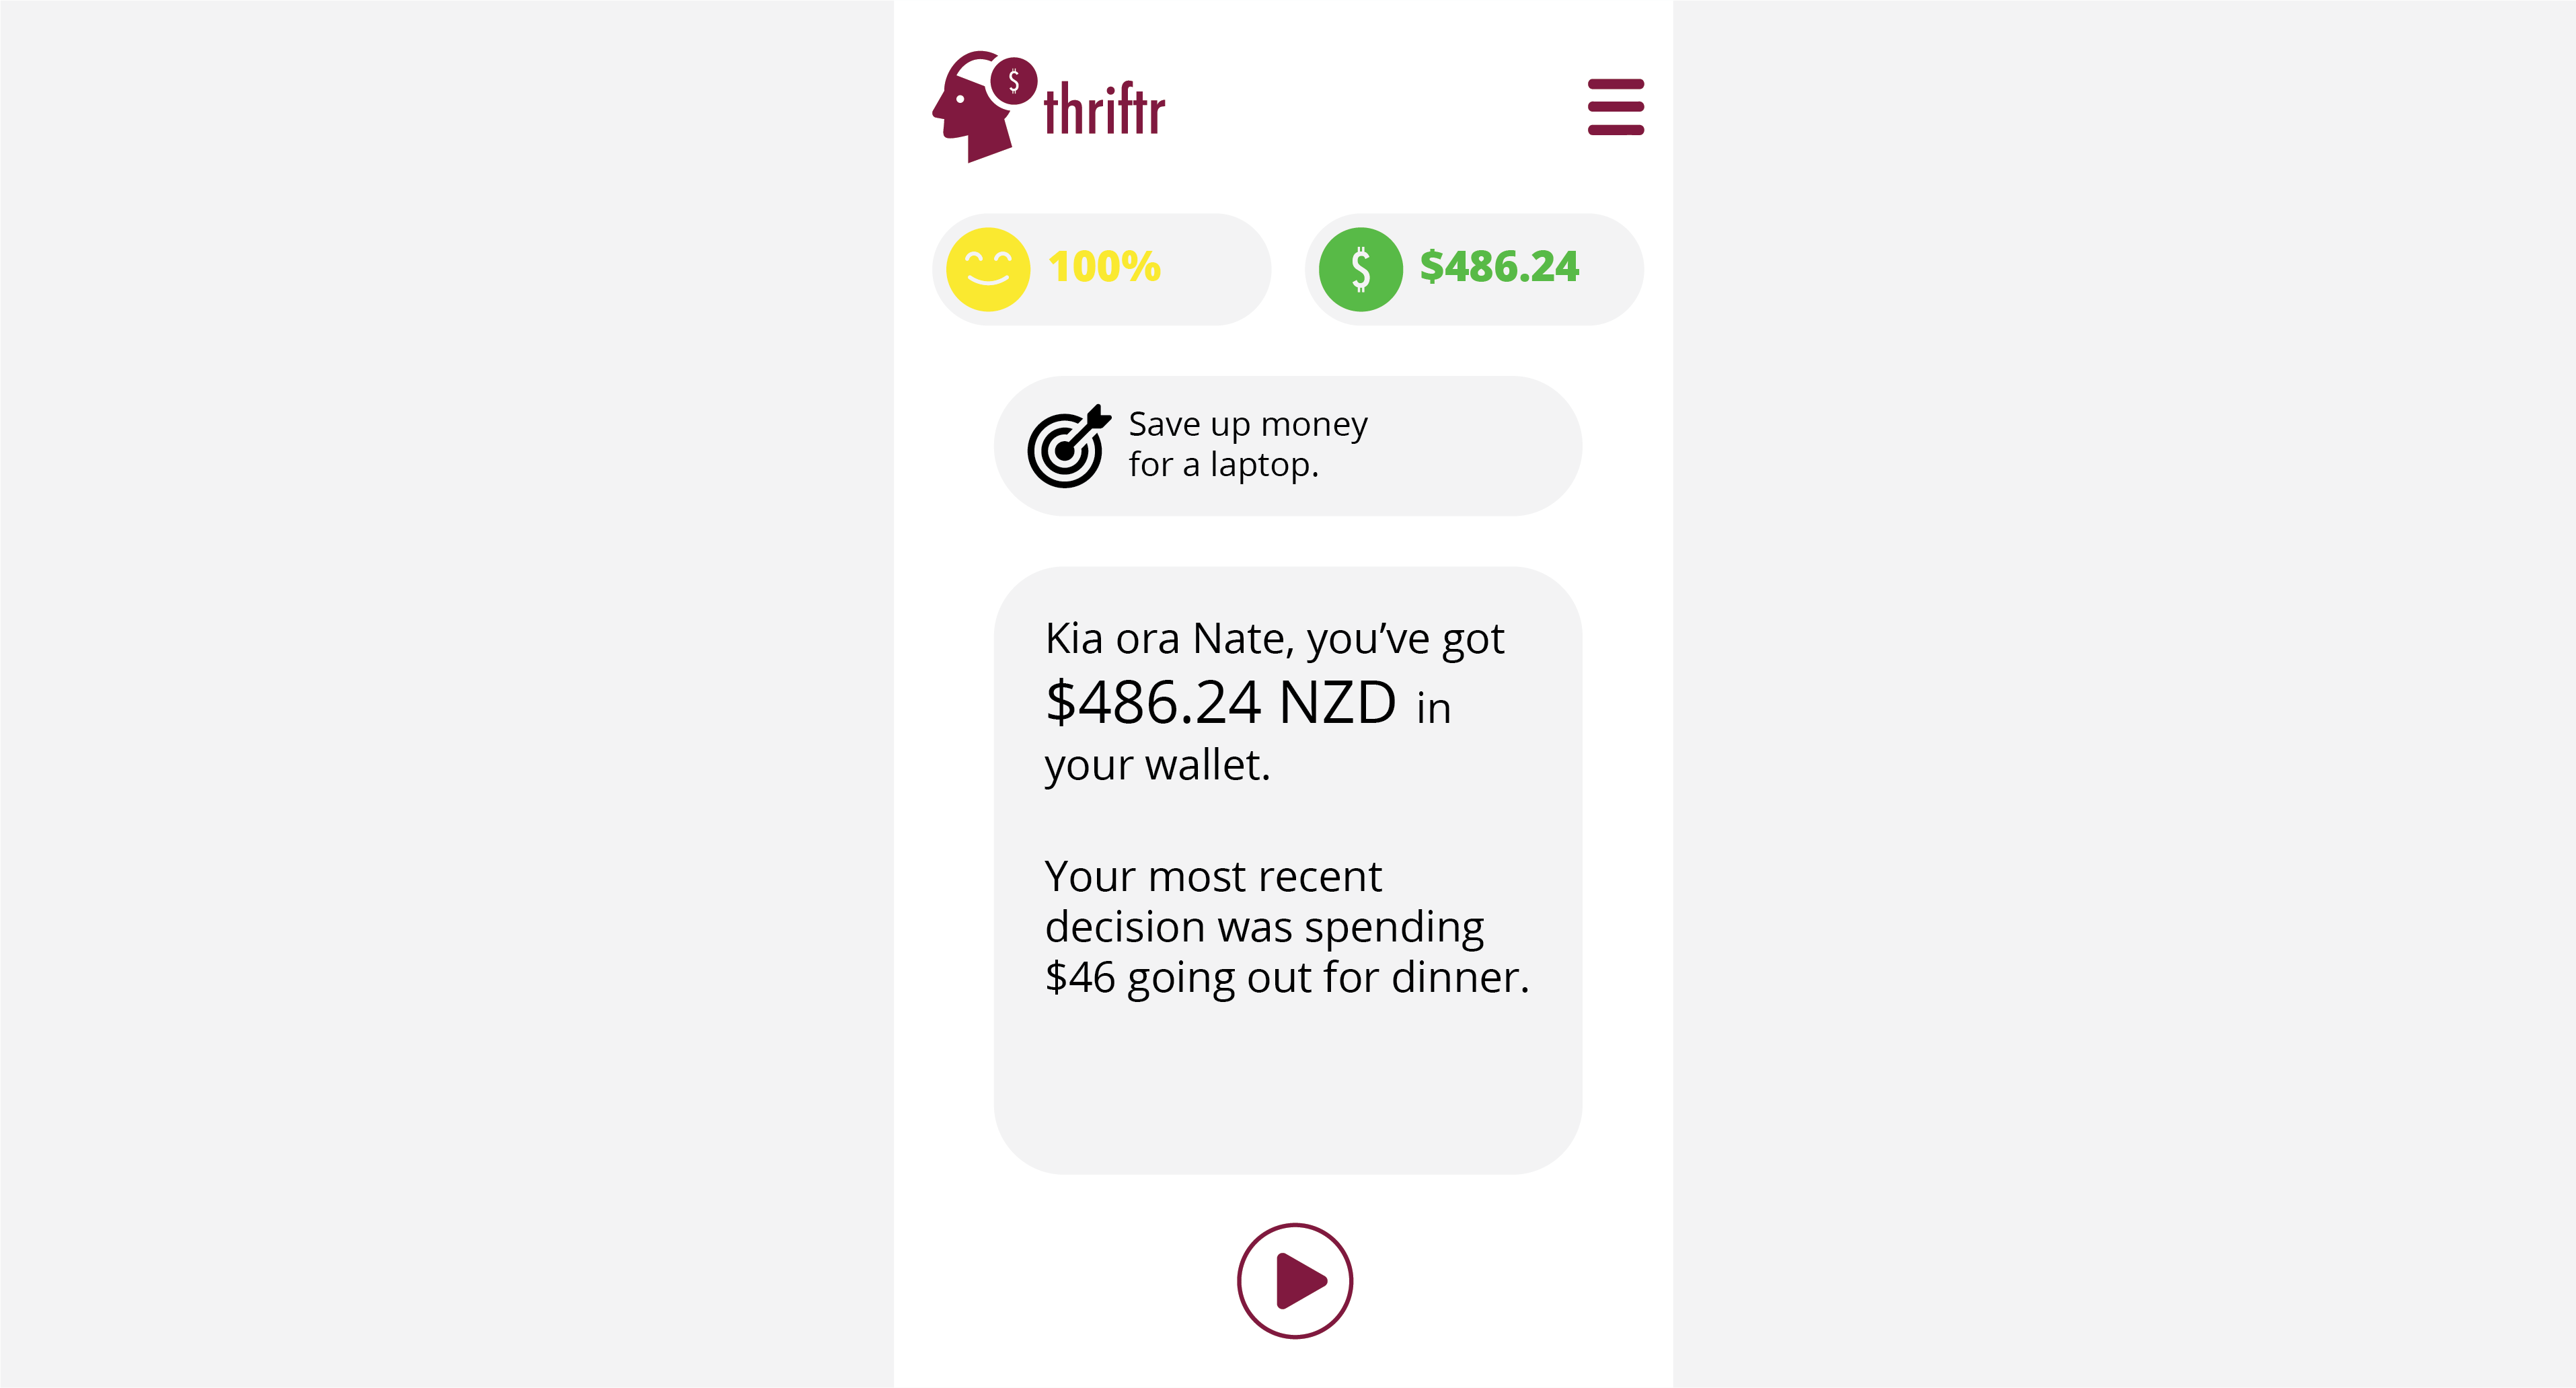 $ thriftr
100% $ $486.24
Save up money
for a laptop.
Kia ora Nate, you’ve got
$486.24 NZD in
your wallet.
Your most recent
decision was spending
$46 going out for dinner.